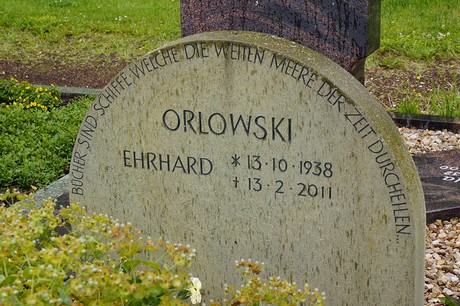 BÜCHER SIND SCHIFFE WELCHE DIE WEITEN MEERE DER ZEIT DURCHEILEN...
ORLOWSKI
EHRHARD * 13 · 10 · 1938
† 13 · 2 · 2011